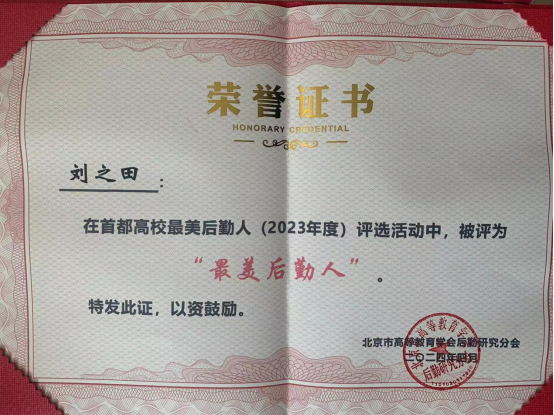 荣誉证书
HONORARY CREDENTIAL
刘之田：
在首都高校最美后勤人（2023年度）评选活动中，被评为
“最美后勤人”。
特发此证，以资鼓励。
北京市高等教育学会后勤研究分会
二〇二四年四月